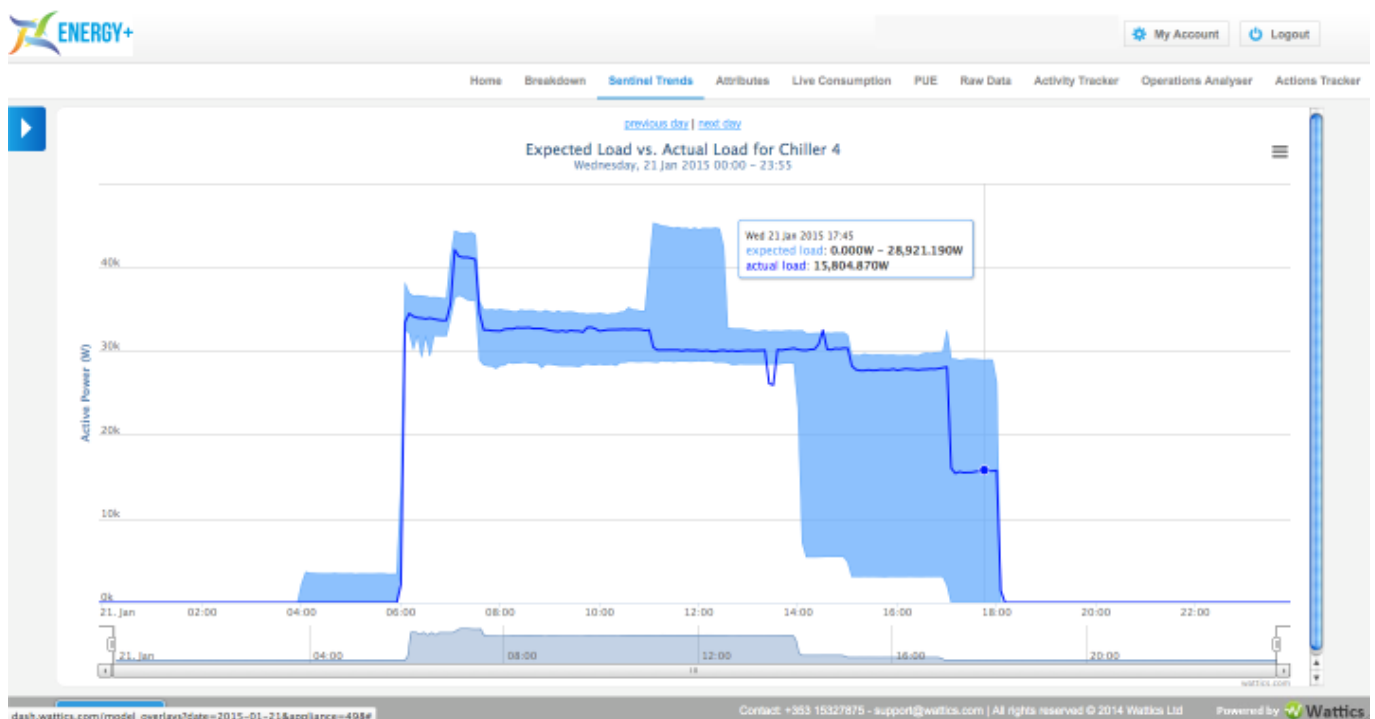 ENERGY+
My Account Logout
Home Breakdown Sentinel Trends Attributes Live Consumption PUE Raw Data Activity Tracker Operations Analyser Actions Tracker
previous day | next day
Expected Load vs. Actual Load for Chiller 4
Wednesday, 21 Jan 2015 00:00 - 23:55
Wed 21 Jan 2015 17:45
expected load: 0.000W - 28,921.190W
actual load: 15,804.870W
Active Power (W)
40k
30k
20k
10k
0k
21. Jan 02:00 04:00 06:00 08:00 10:00 12:00 14:00 16:00 18:00 20:00 22:00
21. Jan 04:00 08:00 12:00 16:00 20:00
wattics.com
Contact: +353 15327875 - support@wattics.com | All rights reserved © 2014 Wattics Ltd Powered by Wattics
dash.wattics.com/model_overlays?date=2015-01-21&appliance=498#